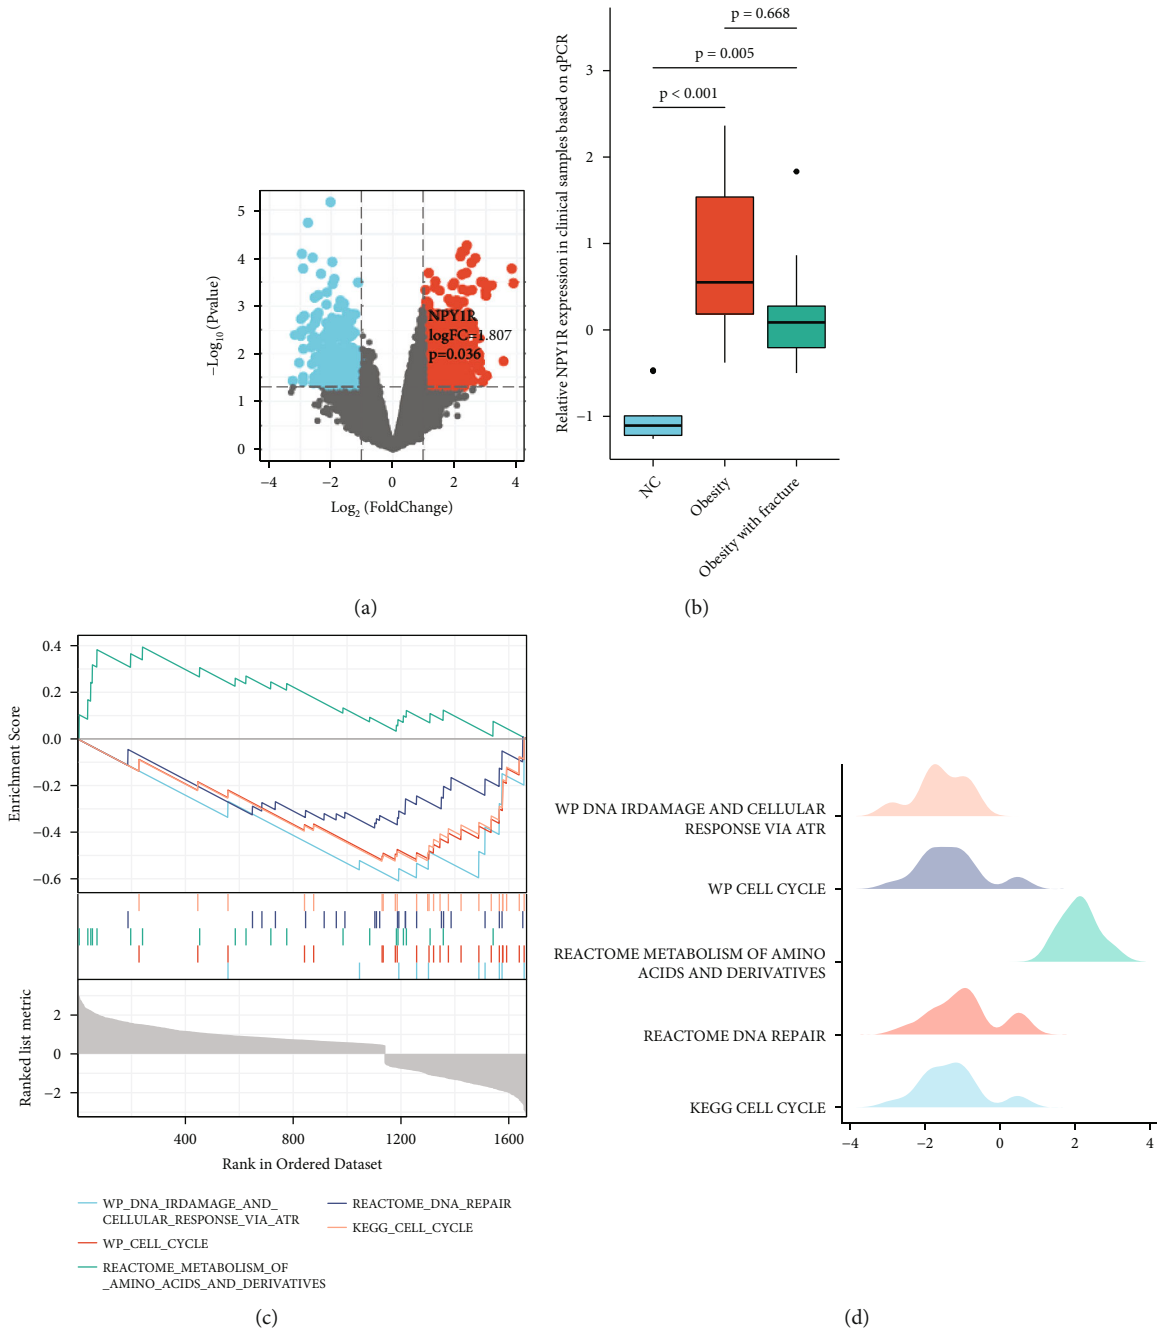 5
4
3
2
1
0
−Log10 (Pvalue)
NPY1R
logFC=1.807
p=0.036
−4
−2
0
2
4
Log2 (FoldChange)
(a)
Relative NPY1R expression in clinical samples based on qPCR
3
2
1
0
−1
p = 0.668
p = 0.005
p < 0.001
NC
Obesity
Obesity with fracture
(b)
Enrichment Score
0.4
0.2
0.0
−0.2
−0.4
−0.6
Ranked list metric
2
0
−2
400
800
1200
1600
Rank in Ordered Dataset
WP_DNA_IRDAMAGE_AND_
CELLULAR_RESPONSE_VIA_ATR
WP_CELL_CYCLE
REACTOME_METABOLISM_OF
_AMINO_ACIDS_AND_DERIVATIVES
REACTOME_DNA_REPAIR
KEGG_CELL_CYCLE
(c)
WP DNA IRDAMAGE AND CELLULAR
RESPONSE VIA ATR
WP CELL CYCLE
REACTOME METABOLISM OF AMINO
ACIDS AND DERIVATIVES
REACTOME DNA REPAIR
KEGG CELL CYCLE
−4
−2
0
2
4
(d)